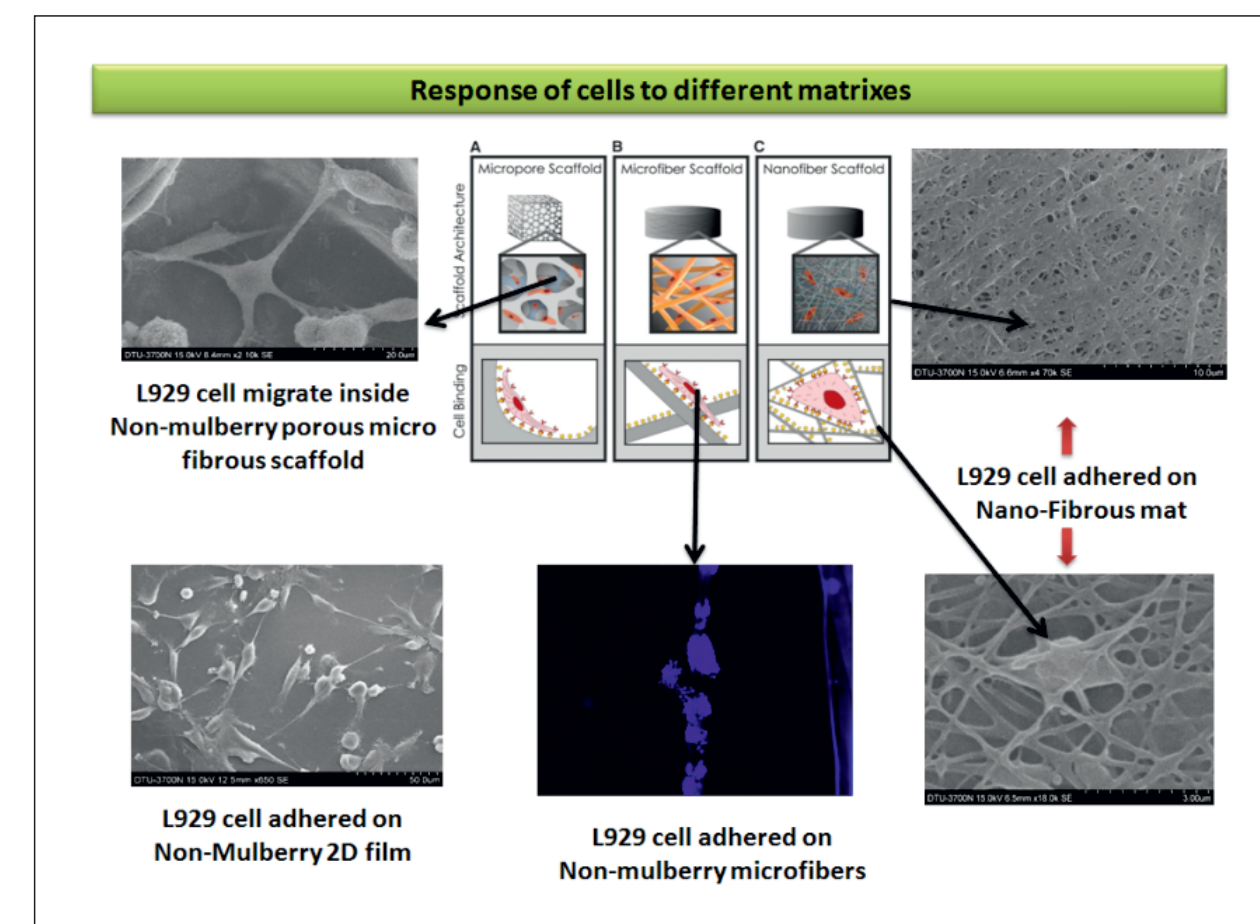 Response of cells to different matrixes
A
B
C
Micropore Scaffold
Microfiber Scaffold
Nanofiber Scaffold
Scaffold Architecture
Cell Binding
DTU-3700N 15.0kV 6.4mm x2.10k SE
20.0um
L929 cell migrate inside
Non-mulberry porous micro
fibrous scaffold
DTU-3700N 15.0kV 6.6mm x4.70k SE
10.0um
L929 cell adhered on
Nano-Fibrous mat
DTU-3700N 15.0kV 12.5mm x650 SE
50.0um
L929 cell adhered on
Non-Mulberry 2D film
L929 cell adhered on
Non-mulberry microfibers
DTU-3700N 15.0kV 6.5mm x18.0k SE
3.00um